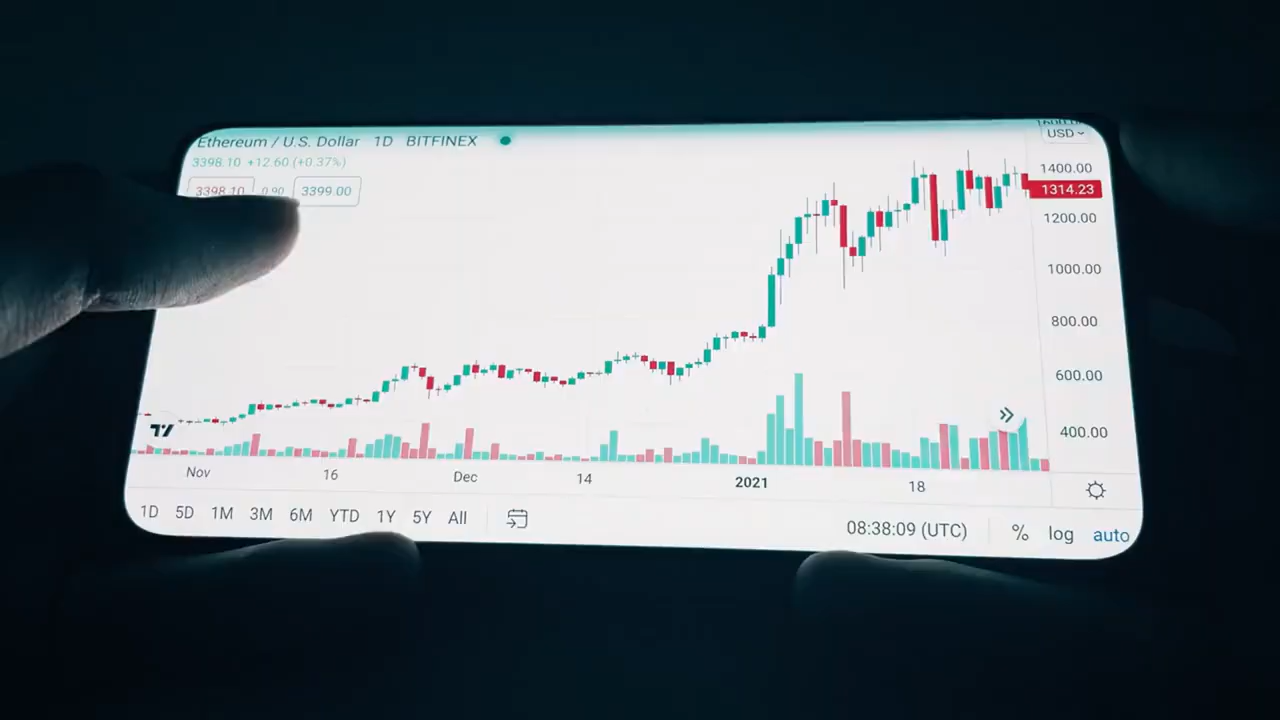 Ethereum / U.S. Dollar 1D BITFINEX
3398.10 +12.60 (+0.37%)
3398.10 0.90 3399.00
USD
1400.00
1314.23
1200.00
1000.00
800.00
600.00
400.00
Nov 16 Dec 14 2021 18
1D 5D 1M 3M 6M YTD 1Y 5Y All
08:38:09 (UTC) % log auto